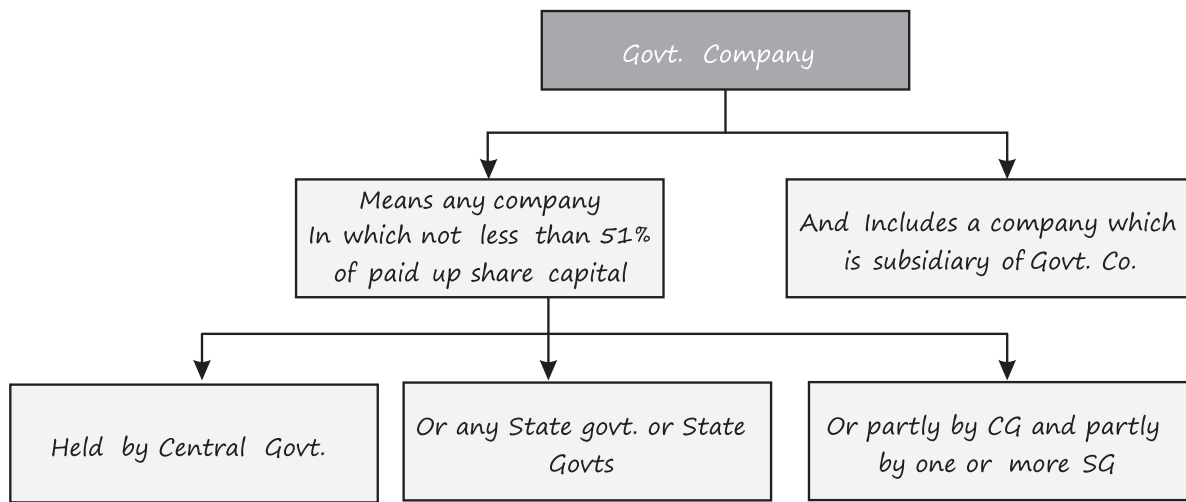 Govt. Company
Means any company
In which not less than 51%
of paid up share capital
And Includes a company which
is subsidiary of Govt. Co.
Held by Central Govt.
Or any State govt. or State
Govts
Or partly by CG and partly
by one or more SG